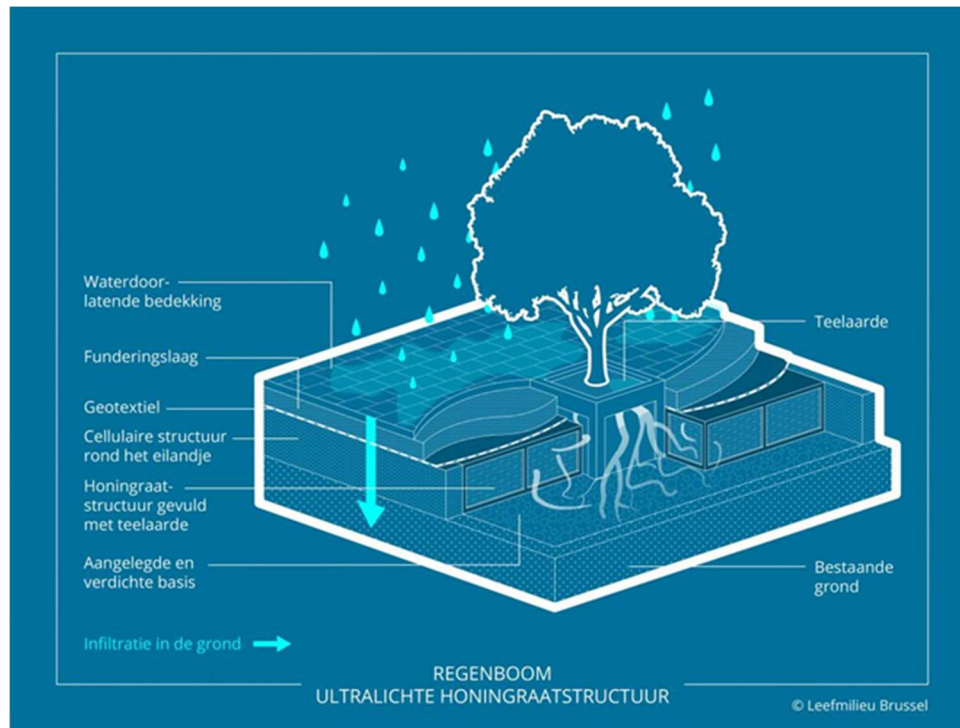 Waterdoor-
latende bedekking
Funderingslaag
Geotextiel
Cellulaire structuur
rond het eilandje
Honingraat-
structuur gevuld
met teelaarde
Aangelegde en
verdichte basis
Teelaarde
Bestaande
grond
Infiltratie in de grond
REGENBOOM
ULTRALICHTE HONINGRAATSTRUCTUUR
© Leefmilieu Brussel